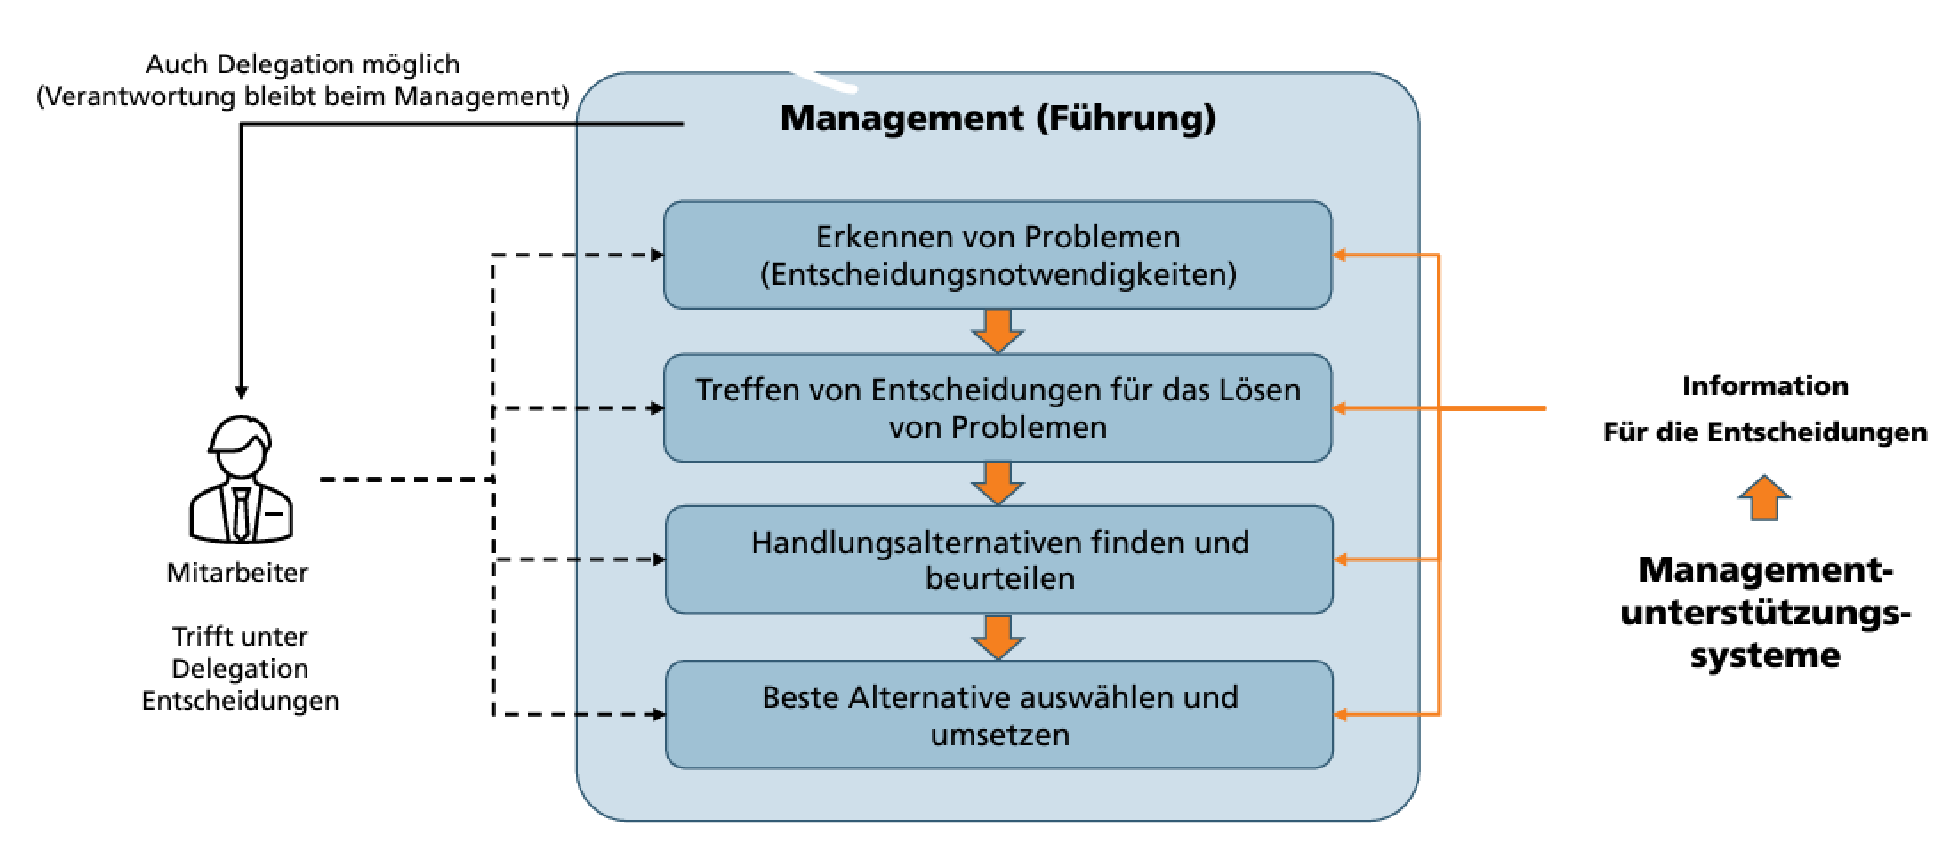 Auch Delegation möglich
(Verantwortung bleibt beim Management)
Management (Führung)
Erkennen von Problemen
(Entscheidungsnotwendigkeiten)
Treffen von Entscheidungen für das Lösen
von Problemen
Handlungsalternativen finden und
beurteilen
Beste Alternative auswählen und
umsetzen
Mitarbeiter
Trifft unter
Delegation
Entscheidungen
Information
Für die Entscheidungen
Management-
unterstützungs-
systeme